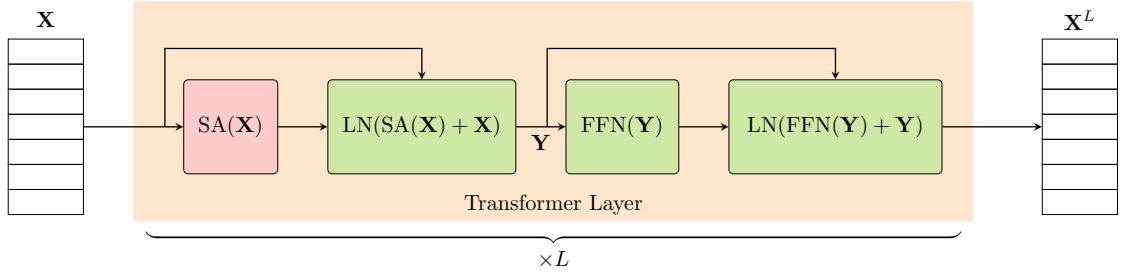 X
X^L
SA(X)
LN(SA(X) + X)
Y
FFN(Y)
LN(FFN(Y) + Y)
Transformer Layer
×L